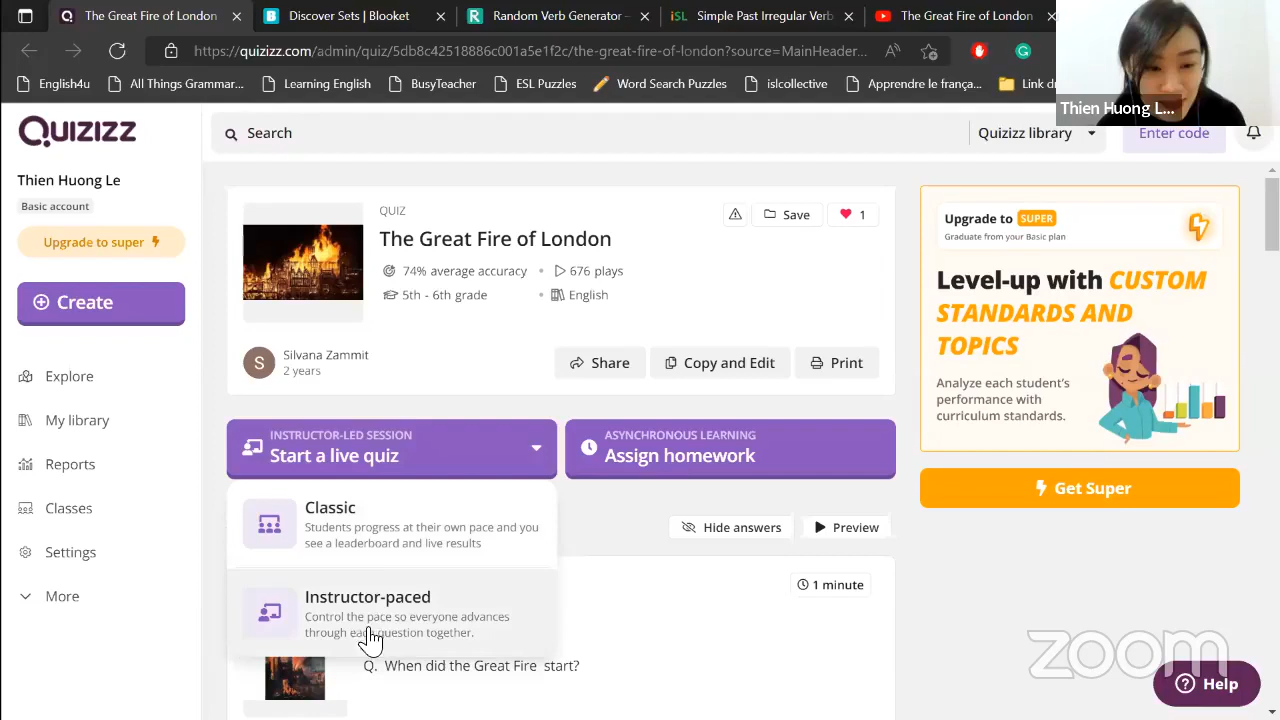 The Great Fire of London
Discover Sets | Blooket
Random Verb Generator -
iSL
Simple Past irregular Verb
The Great Fire of London
https://quizizz.com/admin/quiz/5db8c42518886c001a5e1f2c/the-great-fire-of-london?source=MainHeader...
English4u
All Things Grammar...
Learning English
BusyTeacher
ESL Puzzles
Word Search Puzzles
islcollective
Apprendre le frança...
Link d
Thien Huong L...
QUIZIZZ
Search
Quizizz library
Enter code
Thien Huong Le
Basic account
Upgrade to super
Create
Explore
My library
Reports
Classes
Settings
More
QUIZ
The Great Fire of London
Save
1
74% average accuracy
676 plays
5th - 6th grade
English
S
Silvana Zammit
2 years
Share
Copy and Edit
Print
INSTRUCTOR-LED SESSION
Start a live quiz
ASYNCHRONOUS LEARNING
Assign homework
Classic
Students progress at their own pace and you
see a leaderboard and live results
Instructor-paced
Control the pace so everyone advances
through each question together.
Hide answers
Preview
1 minute
Q. When did the Great Fire start?
Upgrade to SUPER
Graduate from your Basic plan
Level-up with CUSTOM
STANDARDS AND
TOPICS
Analyze each student's
performance with
curriculum standards.
Get Super
zoom
Help